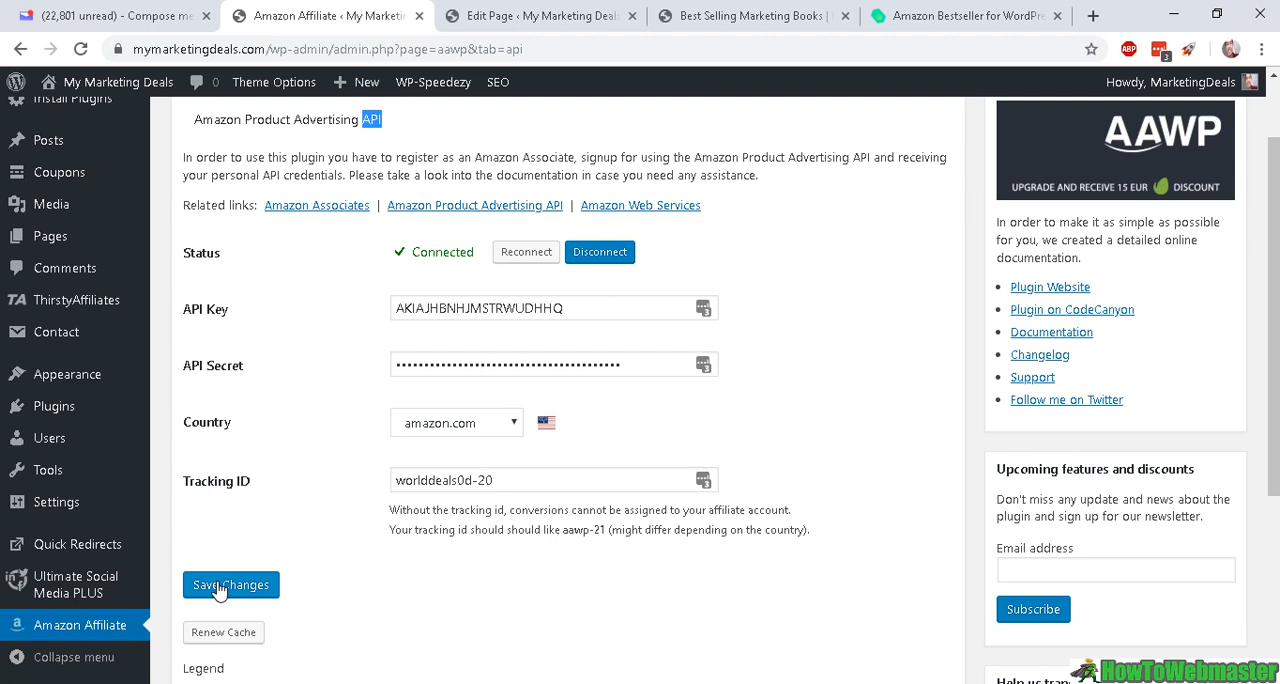 (22,801 unread) - Compose me
Amazon Affiliate ‹ My Marketing
Edit Page ‹ My Marketing Deals
Best Selling Marketing Books |
Amazon Bestseller for WordPre
mymarketingdeals.com/wp-admin/admin.php?page=aawp&tab=api
ABP
3
My Marketing Deals
0
Theme Options
New
WP-Speeder
SEO
Howdy, MarketingDeals
Install Plugins
Posts
Coupons
Media
Pages
Comments
TA ThirstyAffiliates
Contact
Appearance
Plugins
Users
Tools
Settings
Quick Redirects
Ultimate Social
Media PLUS
Amazon Affiliate
Collapse menu
Amazon Product Advertising API
In order to use this plugin you have to register as an Amazon Associate, signup for using the Amazon Product Advertising API and receiving
your personal API credentials. Please take a look into the documentation in case you need any assistance.
Related links: Amazon Associates | Amazon Product Advertising API | Amazon Web Services
Status
✔ Connected
Reconnect
Disconnect
API Key
AKIAJHBNHJMSTRWUDHHQ
3
API Secret
••••••••••••••••••••••••••••••••••••••••
3
Country
amazon.com
Tracking ID
worlddeals0d-20
3
Without the tracking id, conversions cannot be assigned to your affiliate account.
Your tracking id should should like aawp-21 (might differ depending on the country).
Save Changes
Renew Cache
Legend
AAWP
UPGRADE AND RECEIVE 15 EUR DISCOUNT
In order to make it as simple as possible
for you, we created a detailed online
documentation.
• Plugin Website
• Plugin on CodeCanyon
• Documentation
• Changelog
• Support
• Follow me on Twitter
Upcoming features and discounts
Don't miss any update and news about the
plugin and sign up for our newsletter.
Email address
Subscribe
HowToWebmaster